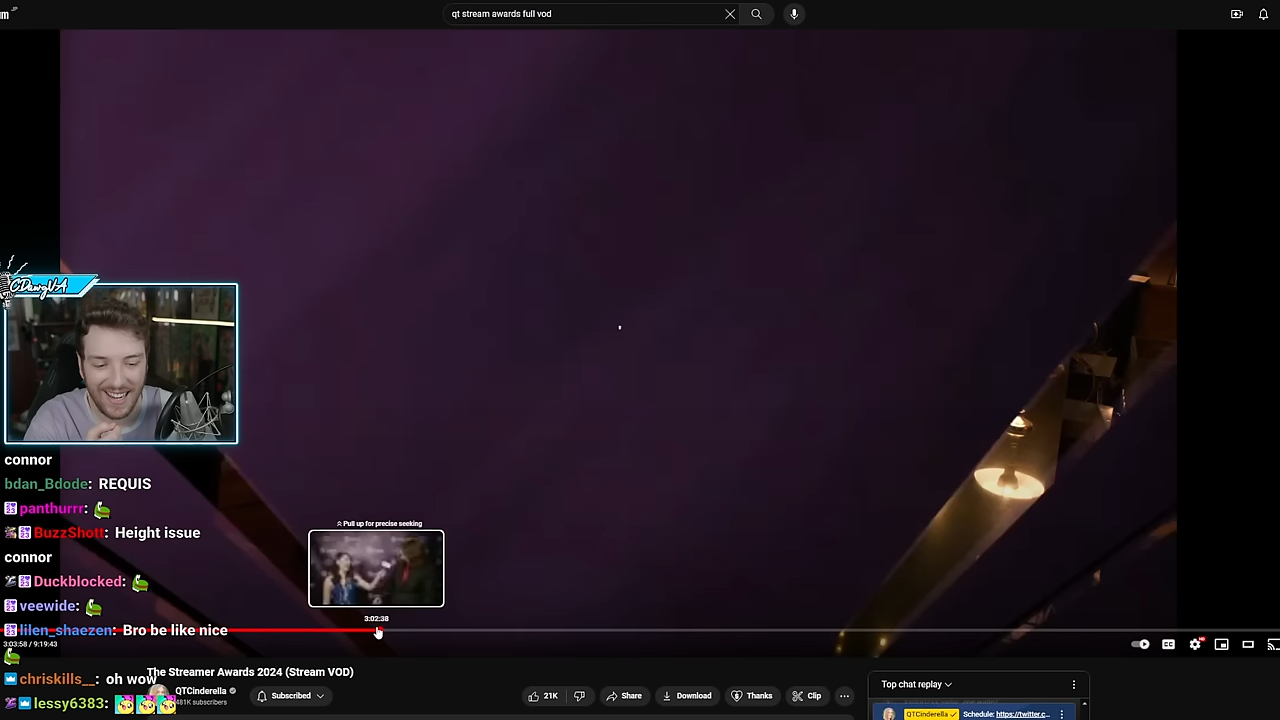 qt stream awards full vod
CDawgVA
connor
bdan_Bdode: REQUIS
panthurrr:
BuzzShott: Height issue
connor
Duckblocked:
veewide:
lilen_shaezen: Bro be like nice
chriskills__: oh wow
lessy6383:
Pull up for precise seeking
3:02:38
3:03:58 / 9:19:43
CC
HD
The Streamer Awards 2024 (Stream VOD)
QTCinderella
481K subscribers
Subscribed
21K
Share
Download
Thanks
Clip
Top chat replay
QTCinderella Schedule: https://twitter.c...